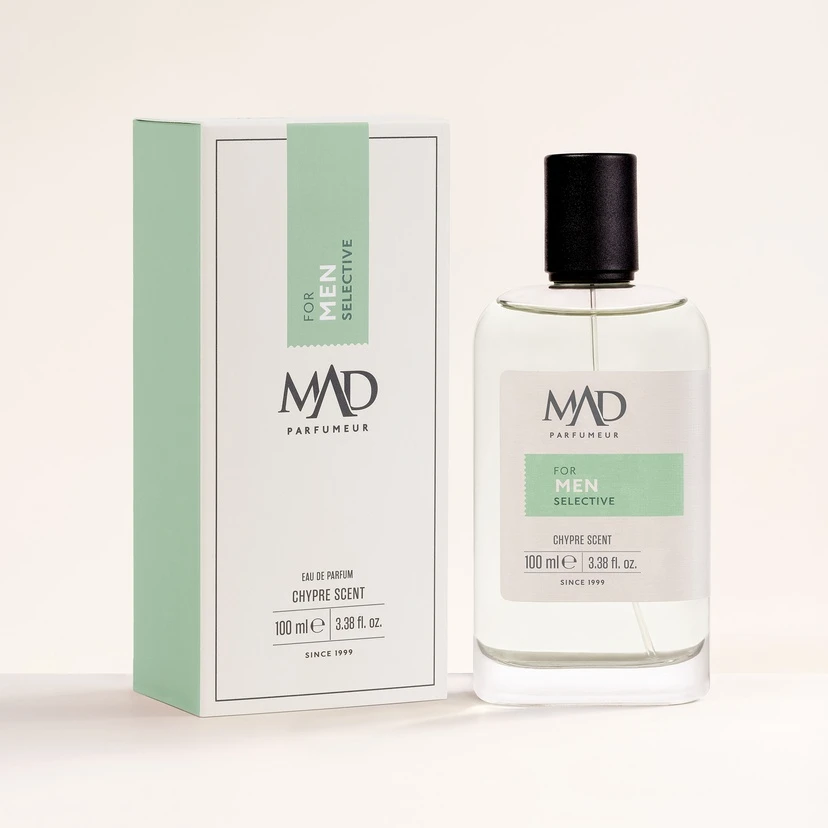 FOR
MEN
SELECTIVE
MAD
PARFUMEUR
EAU DE PARFUM
CHYPRE SCENT
100 ml ℮ 3.38 fl. oz.
SINCE 1999
MAD
PARFUMEUR
FOR
MEN
SELECTIVE
CHYPRE SCENT
100 ml ℮ 3.38 fl. oz.
SINCE 1999